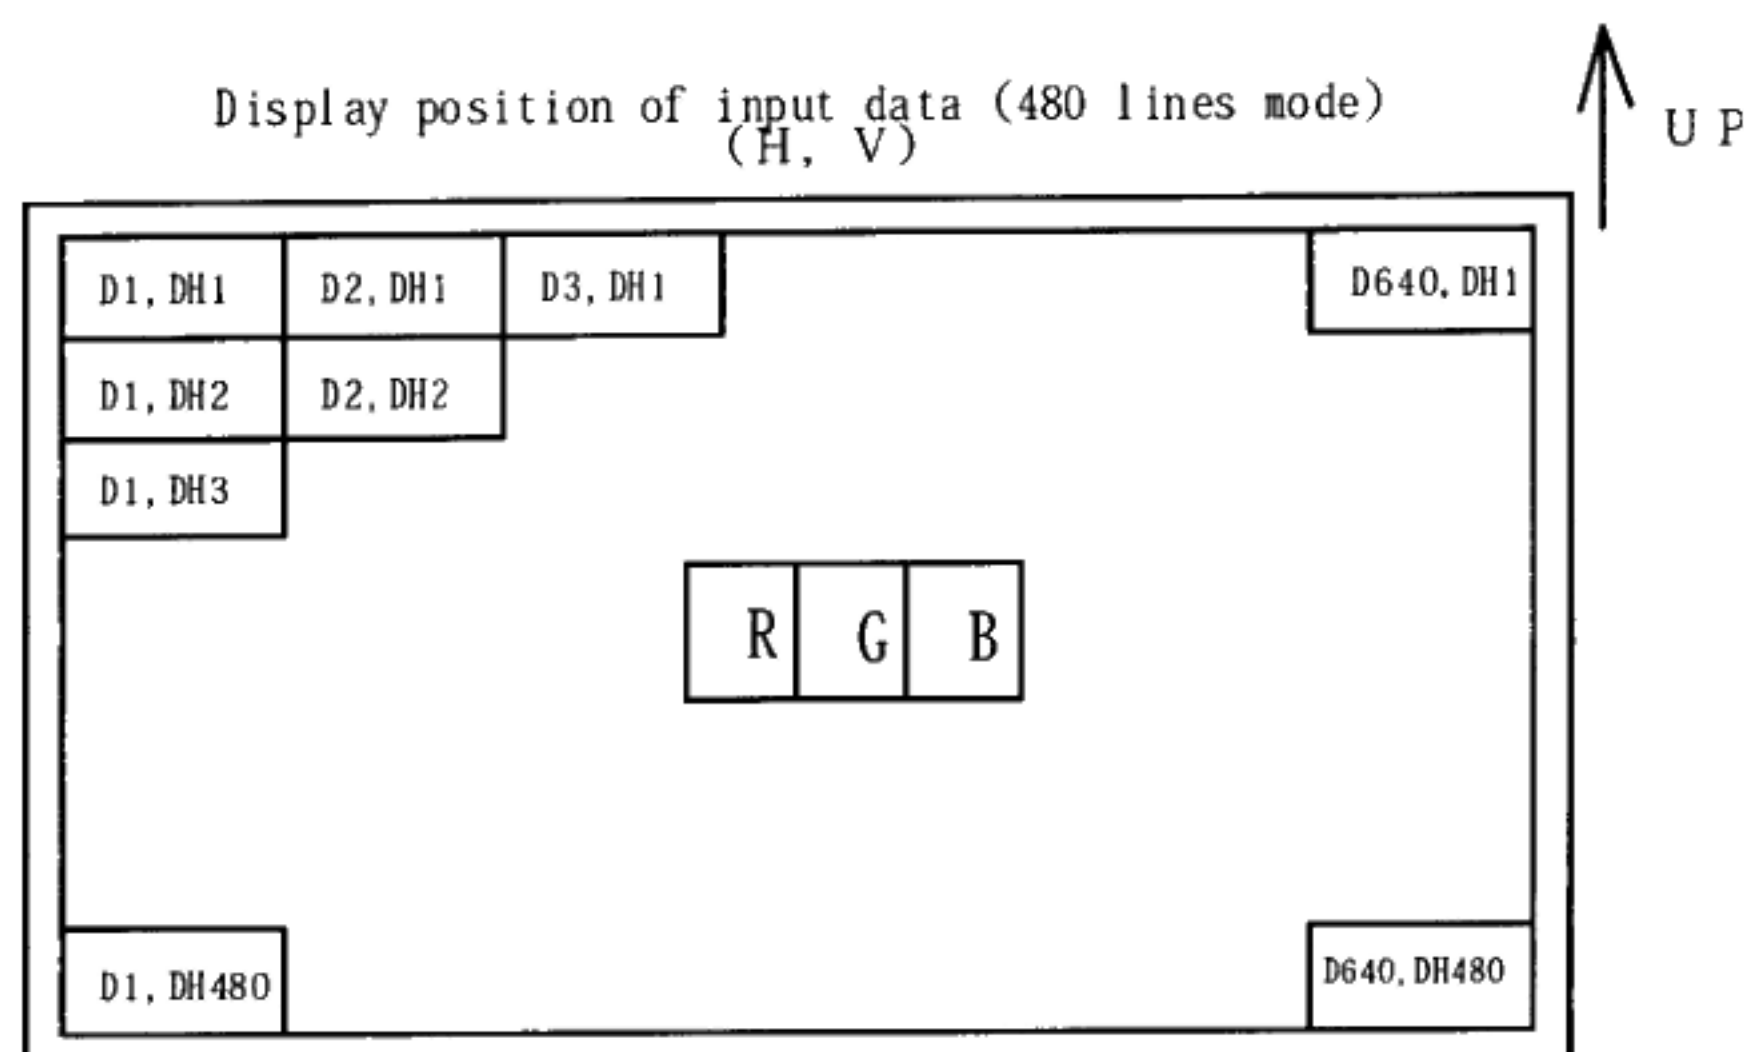 Display position of input data (480 lines mode)
(H, V)
UP
D1, DH1 D2, DH1 D3, DH1 D640, DH1
D1, DH2 D2, DH2
D1, DH3
R G B
D1, DH480 D640, DH480